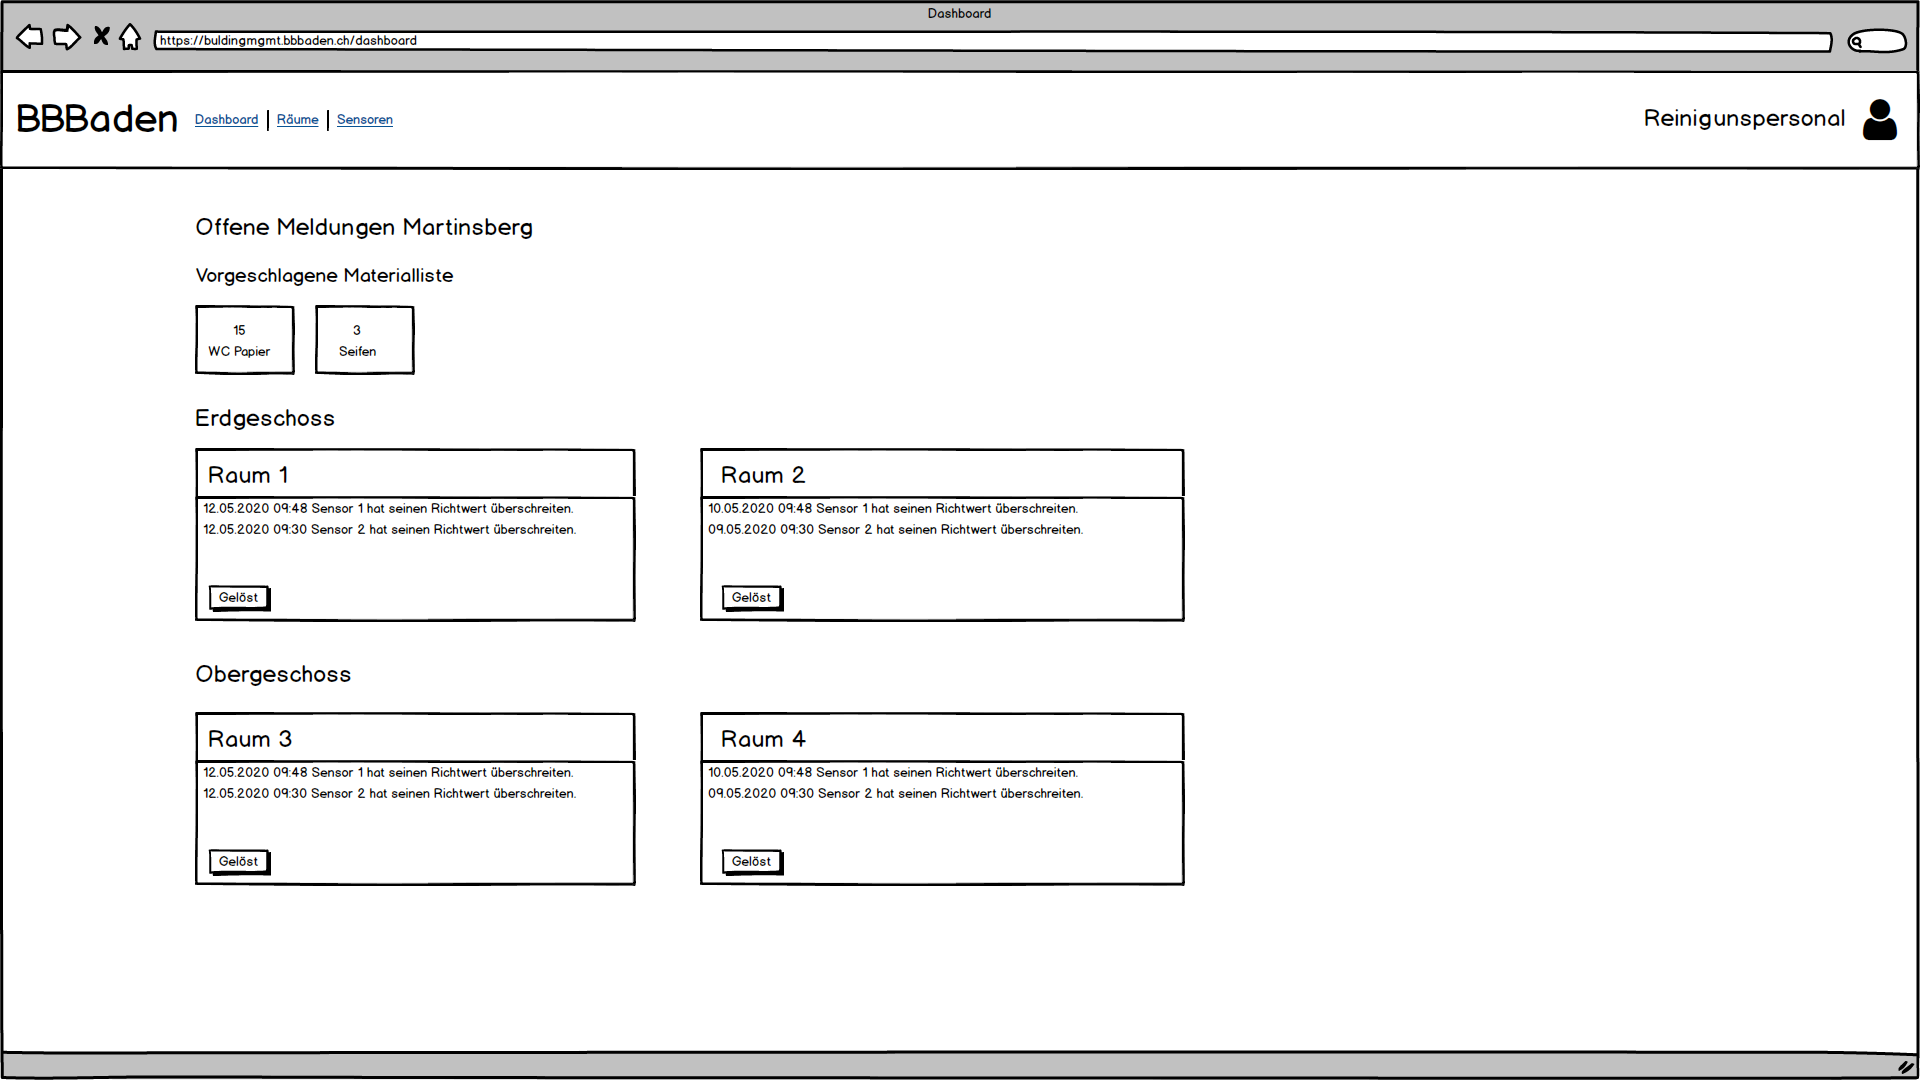 Dashboard
https://buldingmgmt.bbbaden.ch/dashboard
BBBaden
Dashboard | Räume | Sensoren
Reinigunspersonal
Offene Meldungen Martinsberg
Vorgeschlagene Materialliste
15
WC Papier
3
Seifen
Erdgeschoss
Raum 1
12.05.2020 09:48 Sensor 1 hat seinen Richtwert überschreiten.
12.05.2020 09:30 Sensor 2 hat seinen Richtwert überschreiten.
Gelöst
Raum 2
10.05.2020 09:48 Sensor 1 hat seinen Richtwert überschreiten.
09.05.2020 09:30 Sensor 2 hat seinen Richtwert überschreiten.
Gelöst
Obergeschoss
Raum 3
12.05.2020 09:48 Sensor 1 hat seinen Richtwert überschreiten.
12.05.2020 09:30 Sensor 2 hat seinen Richtwert überschreiten.
Gelöst
Raum 4
10.05.2020 09:48 Sensor 1 hat seinen Richtwert überschreiten.
09.05.2020 09:30 Sensor 2 hat seinen Richtwert überschreiten.
Gelöst